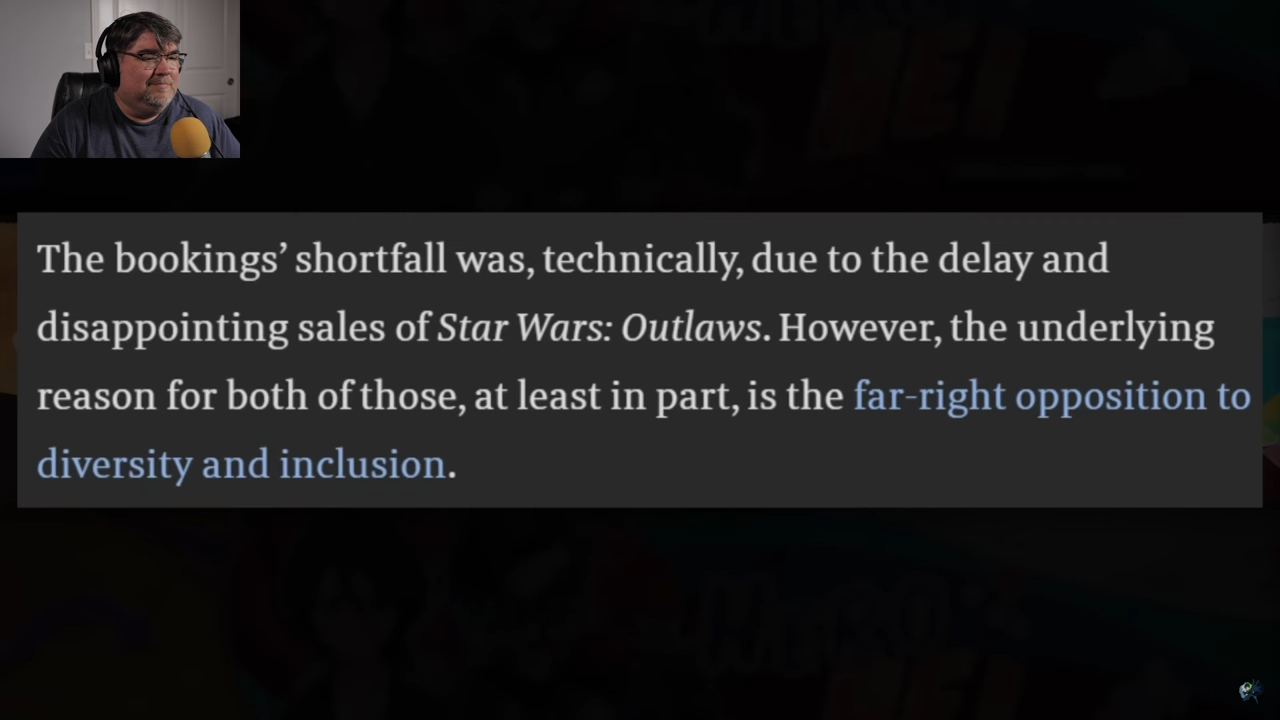 The bookings’ shortfall was, technically, due to the delay and
disappointing sales of Star Wars: Outlaws. However, the underlying
reason for both of those, at least in part, is the far-right opposition to
diversity and inclusion.